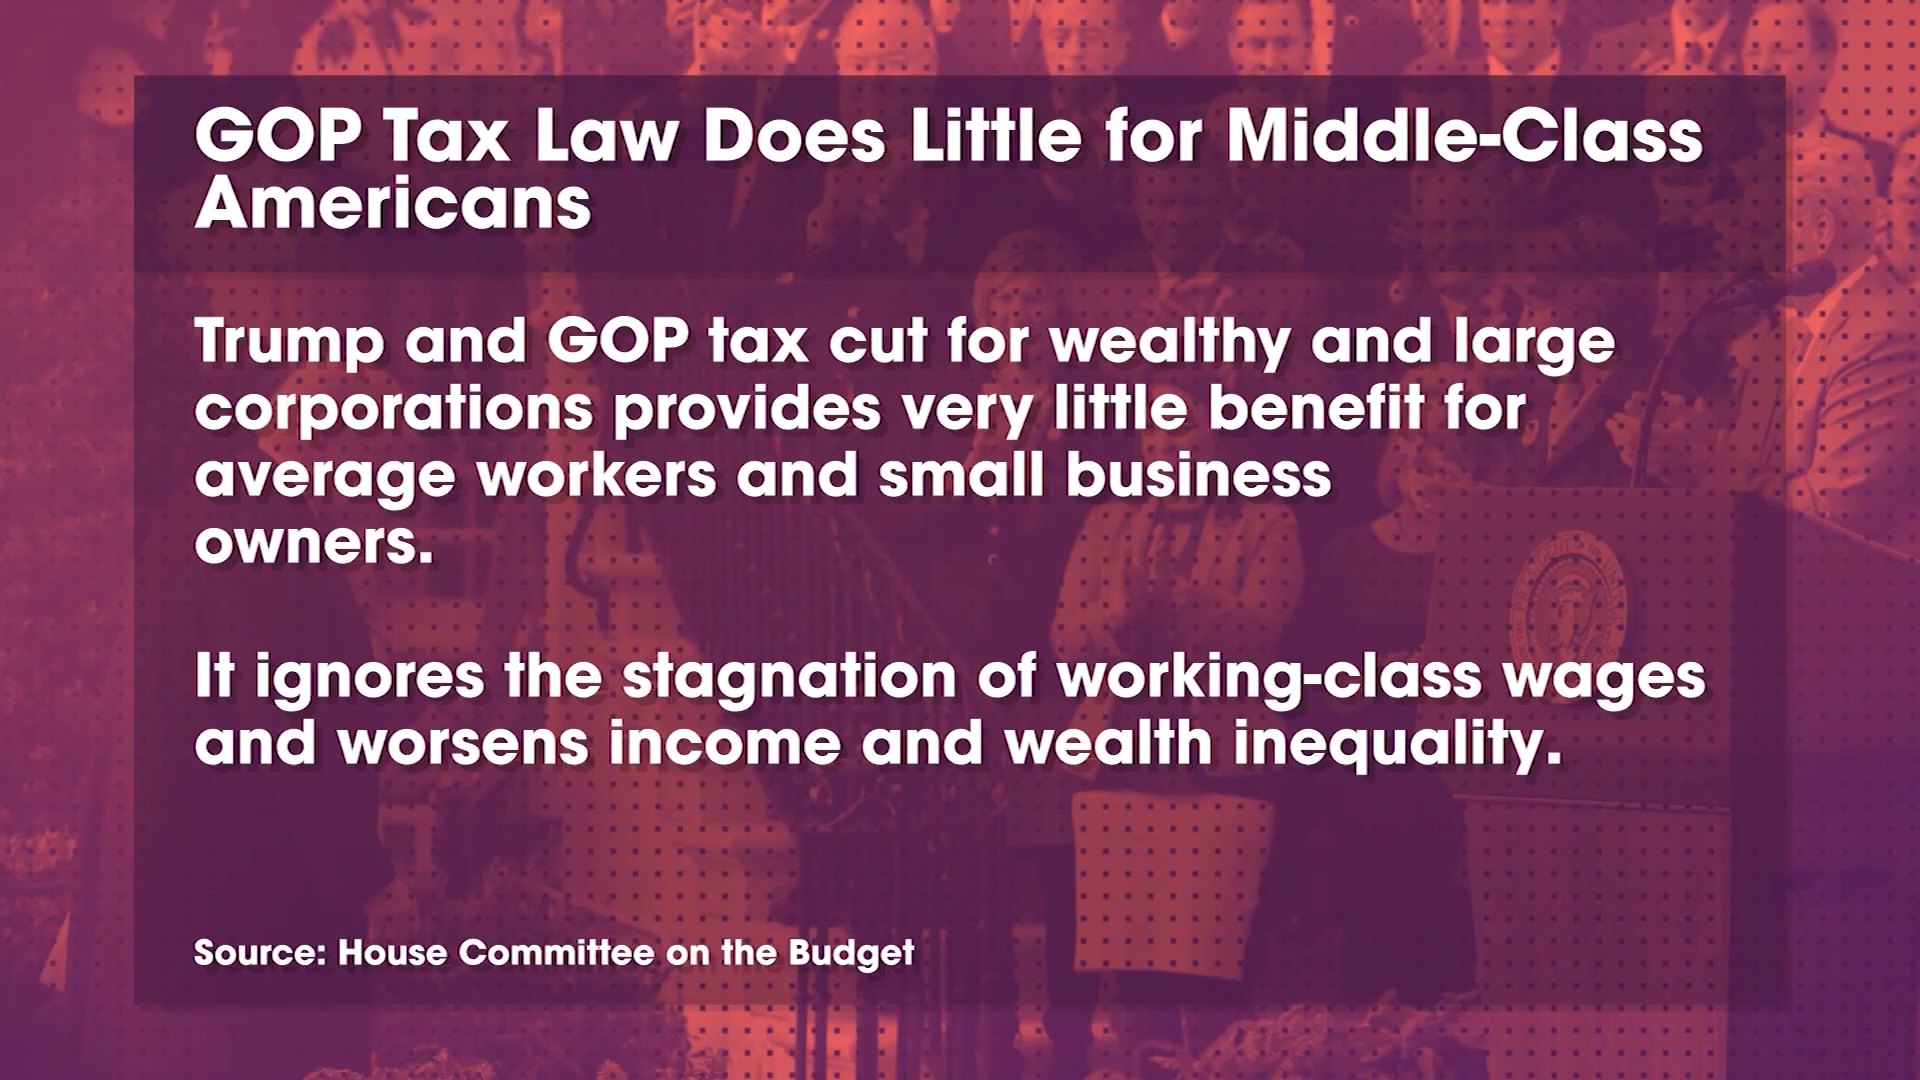 GOP Tax Law Does Little for Middle-Class
Americans
Trump and GOP tax cut for wealthy and large
corporations provides very little benefit for
average workers and small business
owners.
It ignores the stagnation of working-class wages
and worsens income and wealth inequality.
Source: House Committee on the Budget